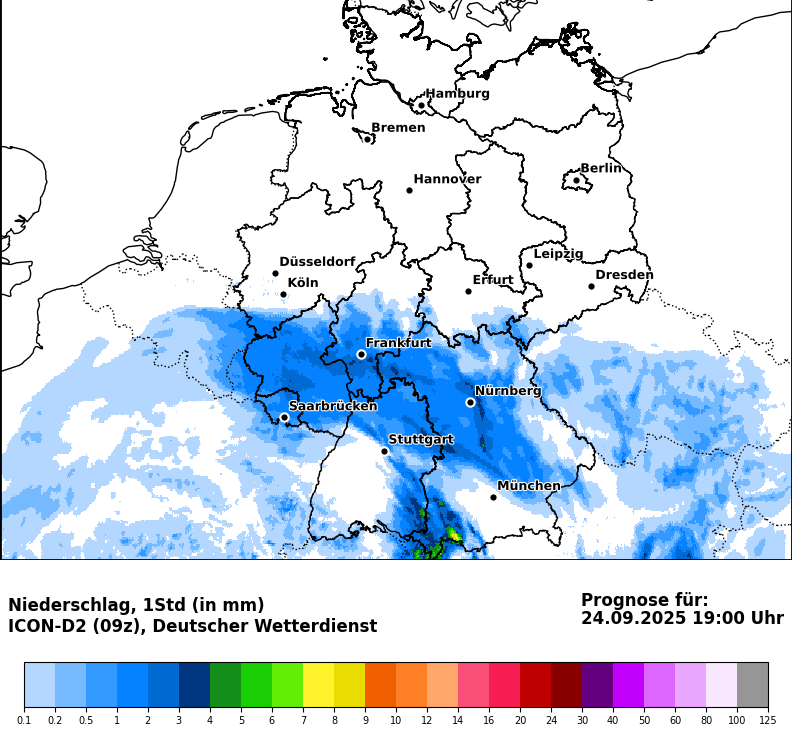 Hamburg
Bremen
Berlin
Hannover
Leipzig
Düsseldorf
Dresden
Köln
Erfurt
Frankfurt
Nürnberg
Saarbrücken
Stuttgart
München
Niederschlag, 1Std (in mm)
ICON-D2 (09z), Deutscher Wetterdienst
Prognose für:
24.09.2025 19:00 Uhr
0.1 0.2 0.5 1 2 3 4 5 6 7 8 9 10 12 14 16 20 24 30 40 50 60 80 100 125